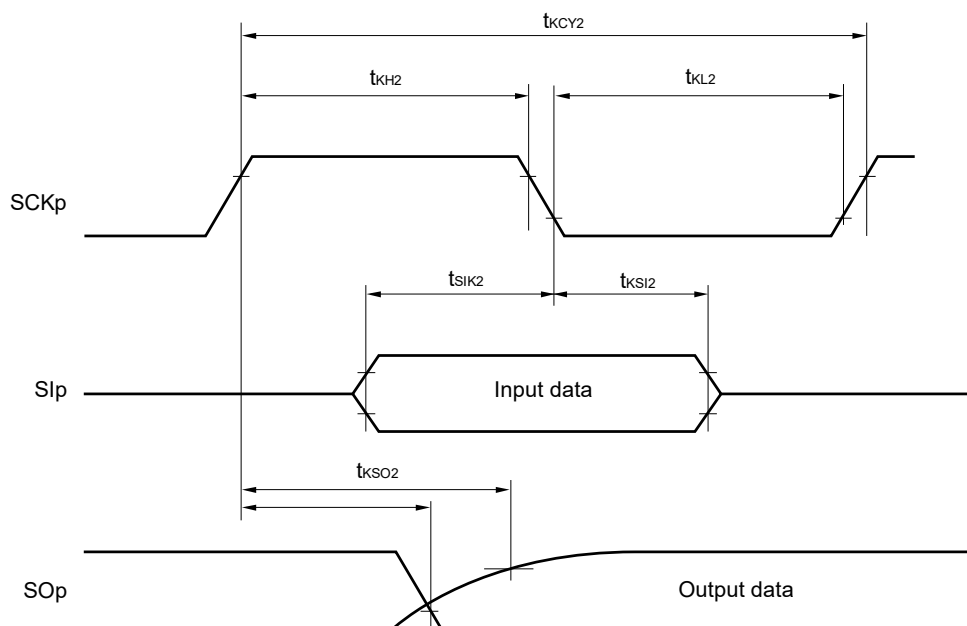 tKCY2
tKH2
tKL2
SCKp
tSIK2
tKSI2
SIp
Input data
tKSO2
SOp
Output data